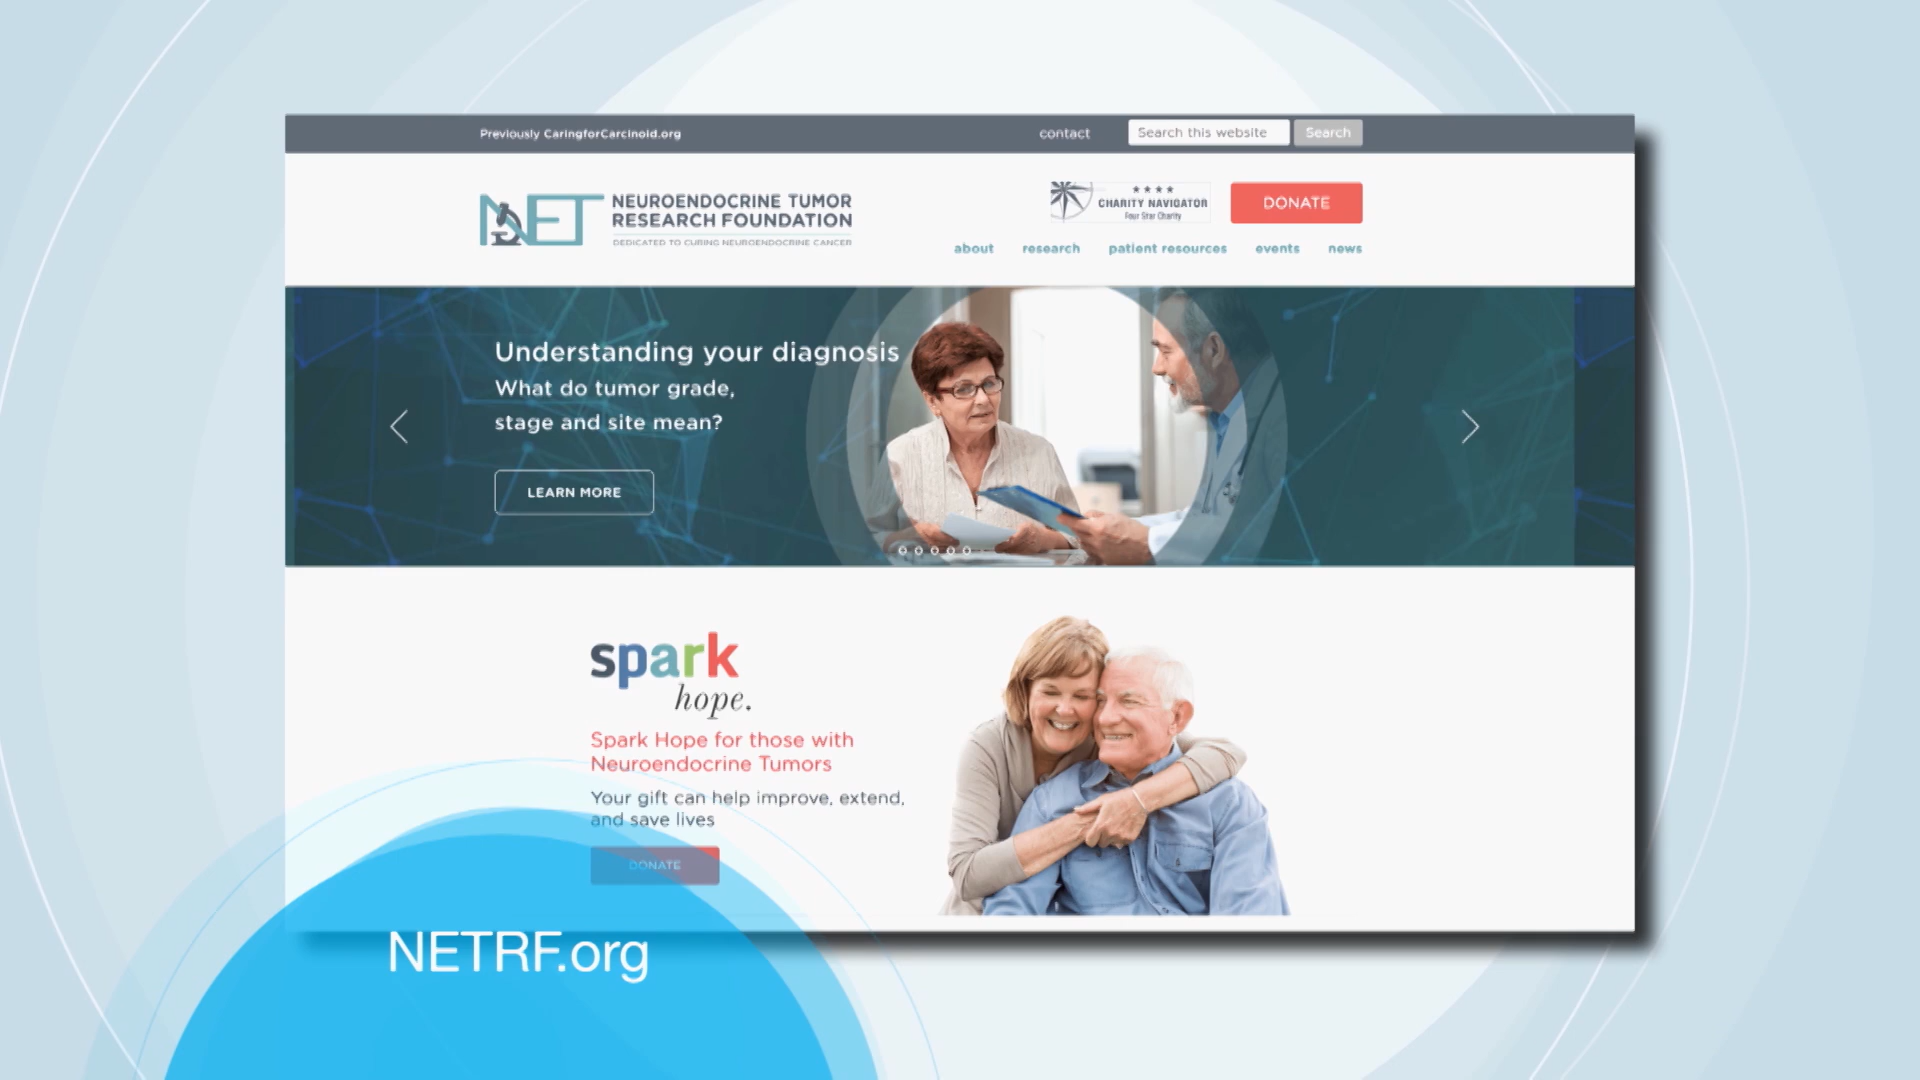 Previously CaringforCarcinoid.org
contact
Search this website
Search
NET
NEUROENDOCRINE TUMOR
RESEARCH FOUNDATION
DEDICATED TO CURING NEUROENDOCRINE CANCER
CHARITY NAVIGATOR
Four Star Charity
DONATE
about
research
patient resources
events
news
Understanding your diagnosis
What do tumor grade,
stage and site mean?
LEARN MORE
spark
hope.
Spark Hope for those with
Neuroendocrine Tumors
Your gift can help improve, extend,
and save lives
DONATE
NETRF.org